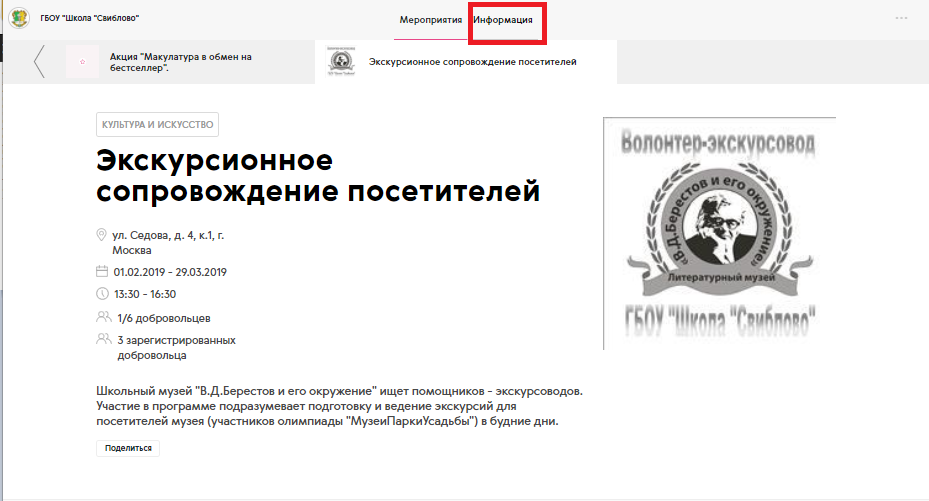 ГБОУ "Школа "Свиблово"
Мероприятия
Информация
Акция "Макулатура в обмен на
бестселлер".
Экскурсионное сопровождение посетителей
КУЛЬТУРА И ИСКУССТВО
Экскурсионное
сопровождение посетителей
ул. Седова, д. 4, к.1, г.
Москва
01.02.2019 - 29.03.2019
13:30 - 16:30
1/6 добровольцев
3 зарегистрированных
добровольца
Школьный музей "В.Д.Берестов и его окружение" ищет помощников - экскурсоводов.
Участие в программе подразумевает подготовку и ведение экскурсий для
посетителей музея (участников олимпиады "МузеиПаркиУсадьбы") в будние дни.
Поделиться
Волонтер-экскурсовод
«В.Д.Берестов и его окружение»
Литературный музей
ГБОУ "Школа "Свиблово"